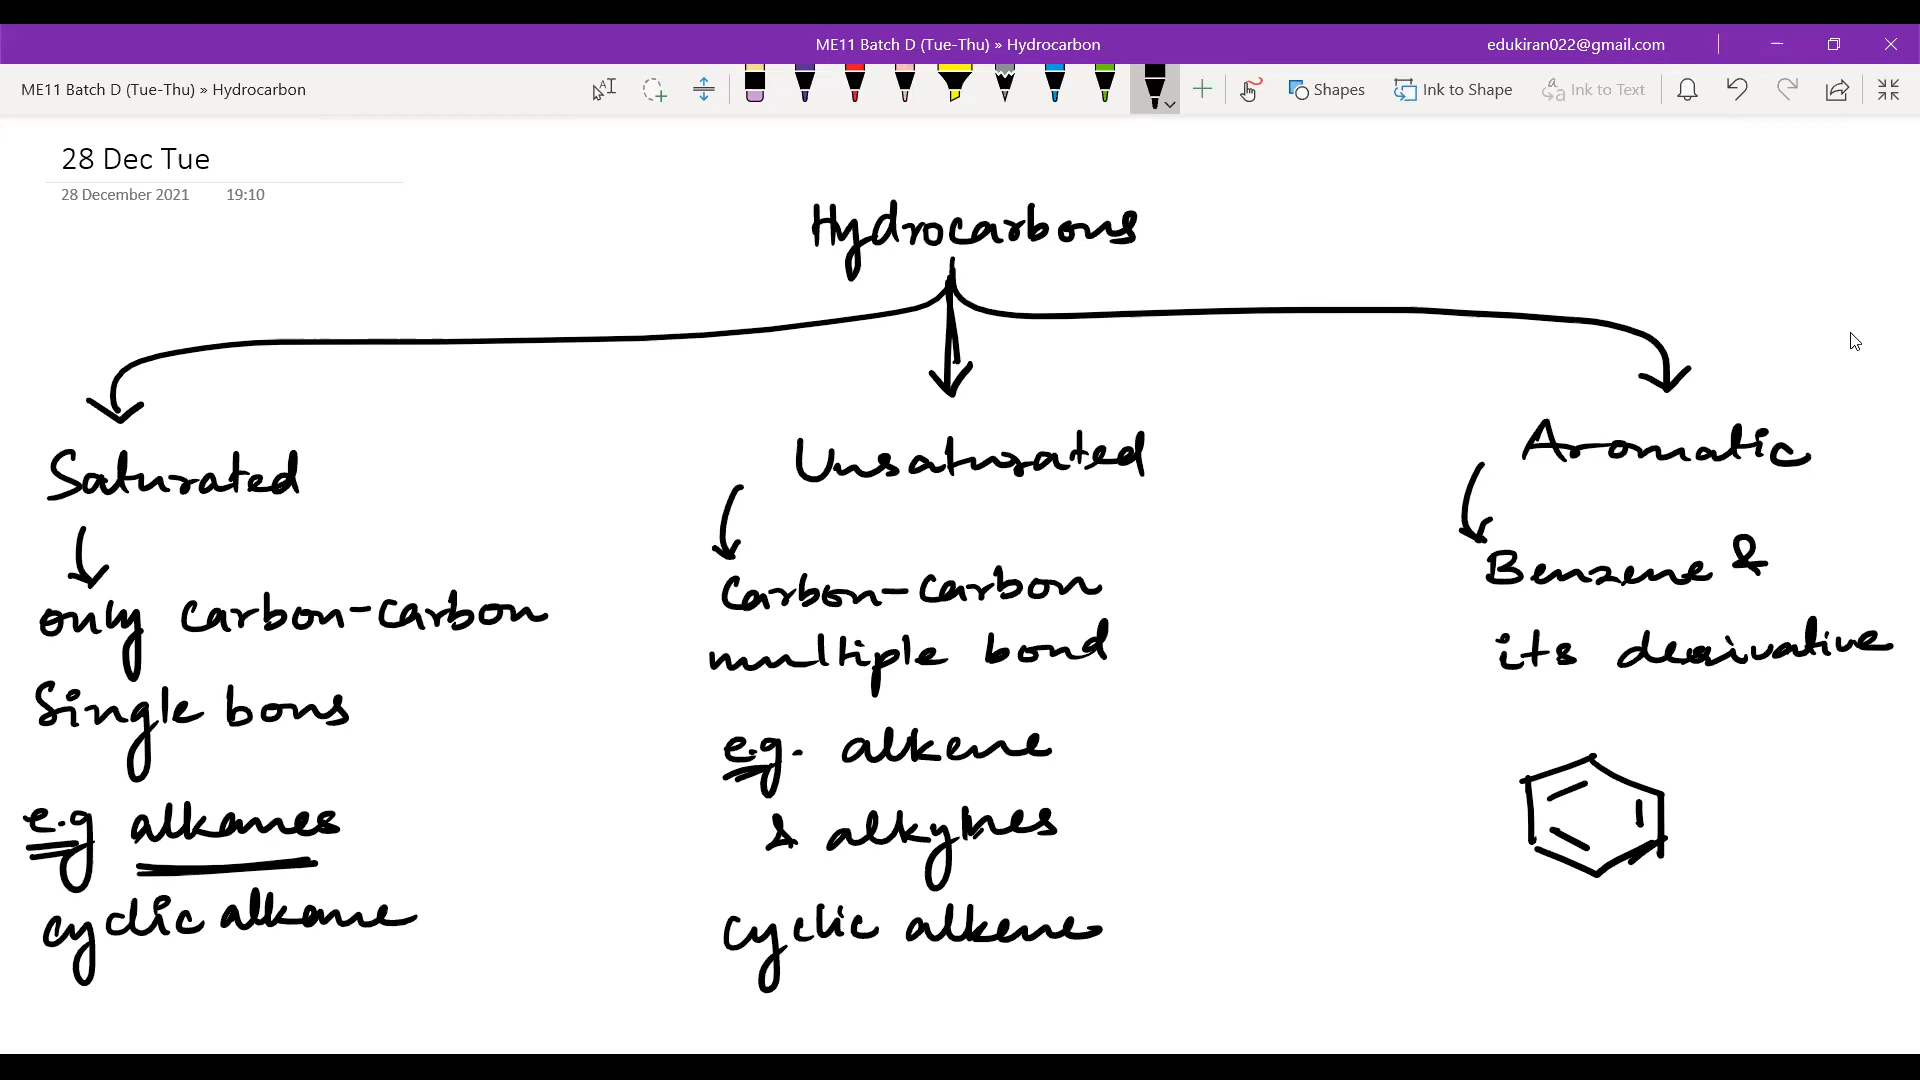 ME11 Batch D (Tue-Thu) » Hydrocarbon
edukiran022@gmail.com
ME11 Batch D (Tue-Thu) » Hydrocarbon
Shapes
Ink to Shape
Ink to Text
28 Dec Tue
28 December 2021 19:10
Hydrocarbons
Saturated
only carbon-carbon
Single bons
e.g alkanes
cyclic alkane
Unsaturated
Carbon-carbon
multiple bond
e.g. alkene
& alkynes
cyclic alkene
Aromatic
Benzene &
its derivative